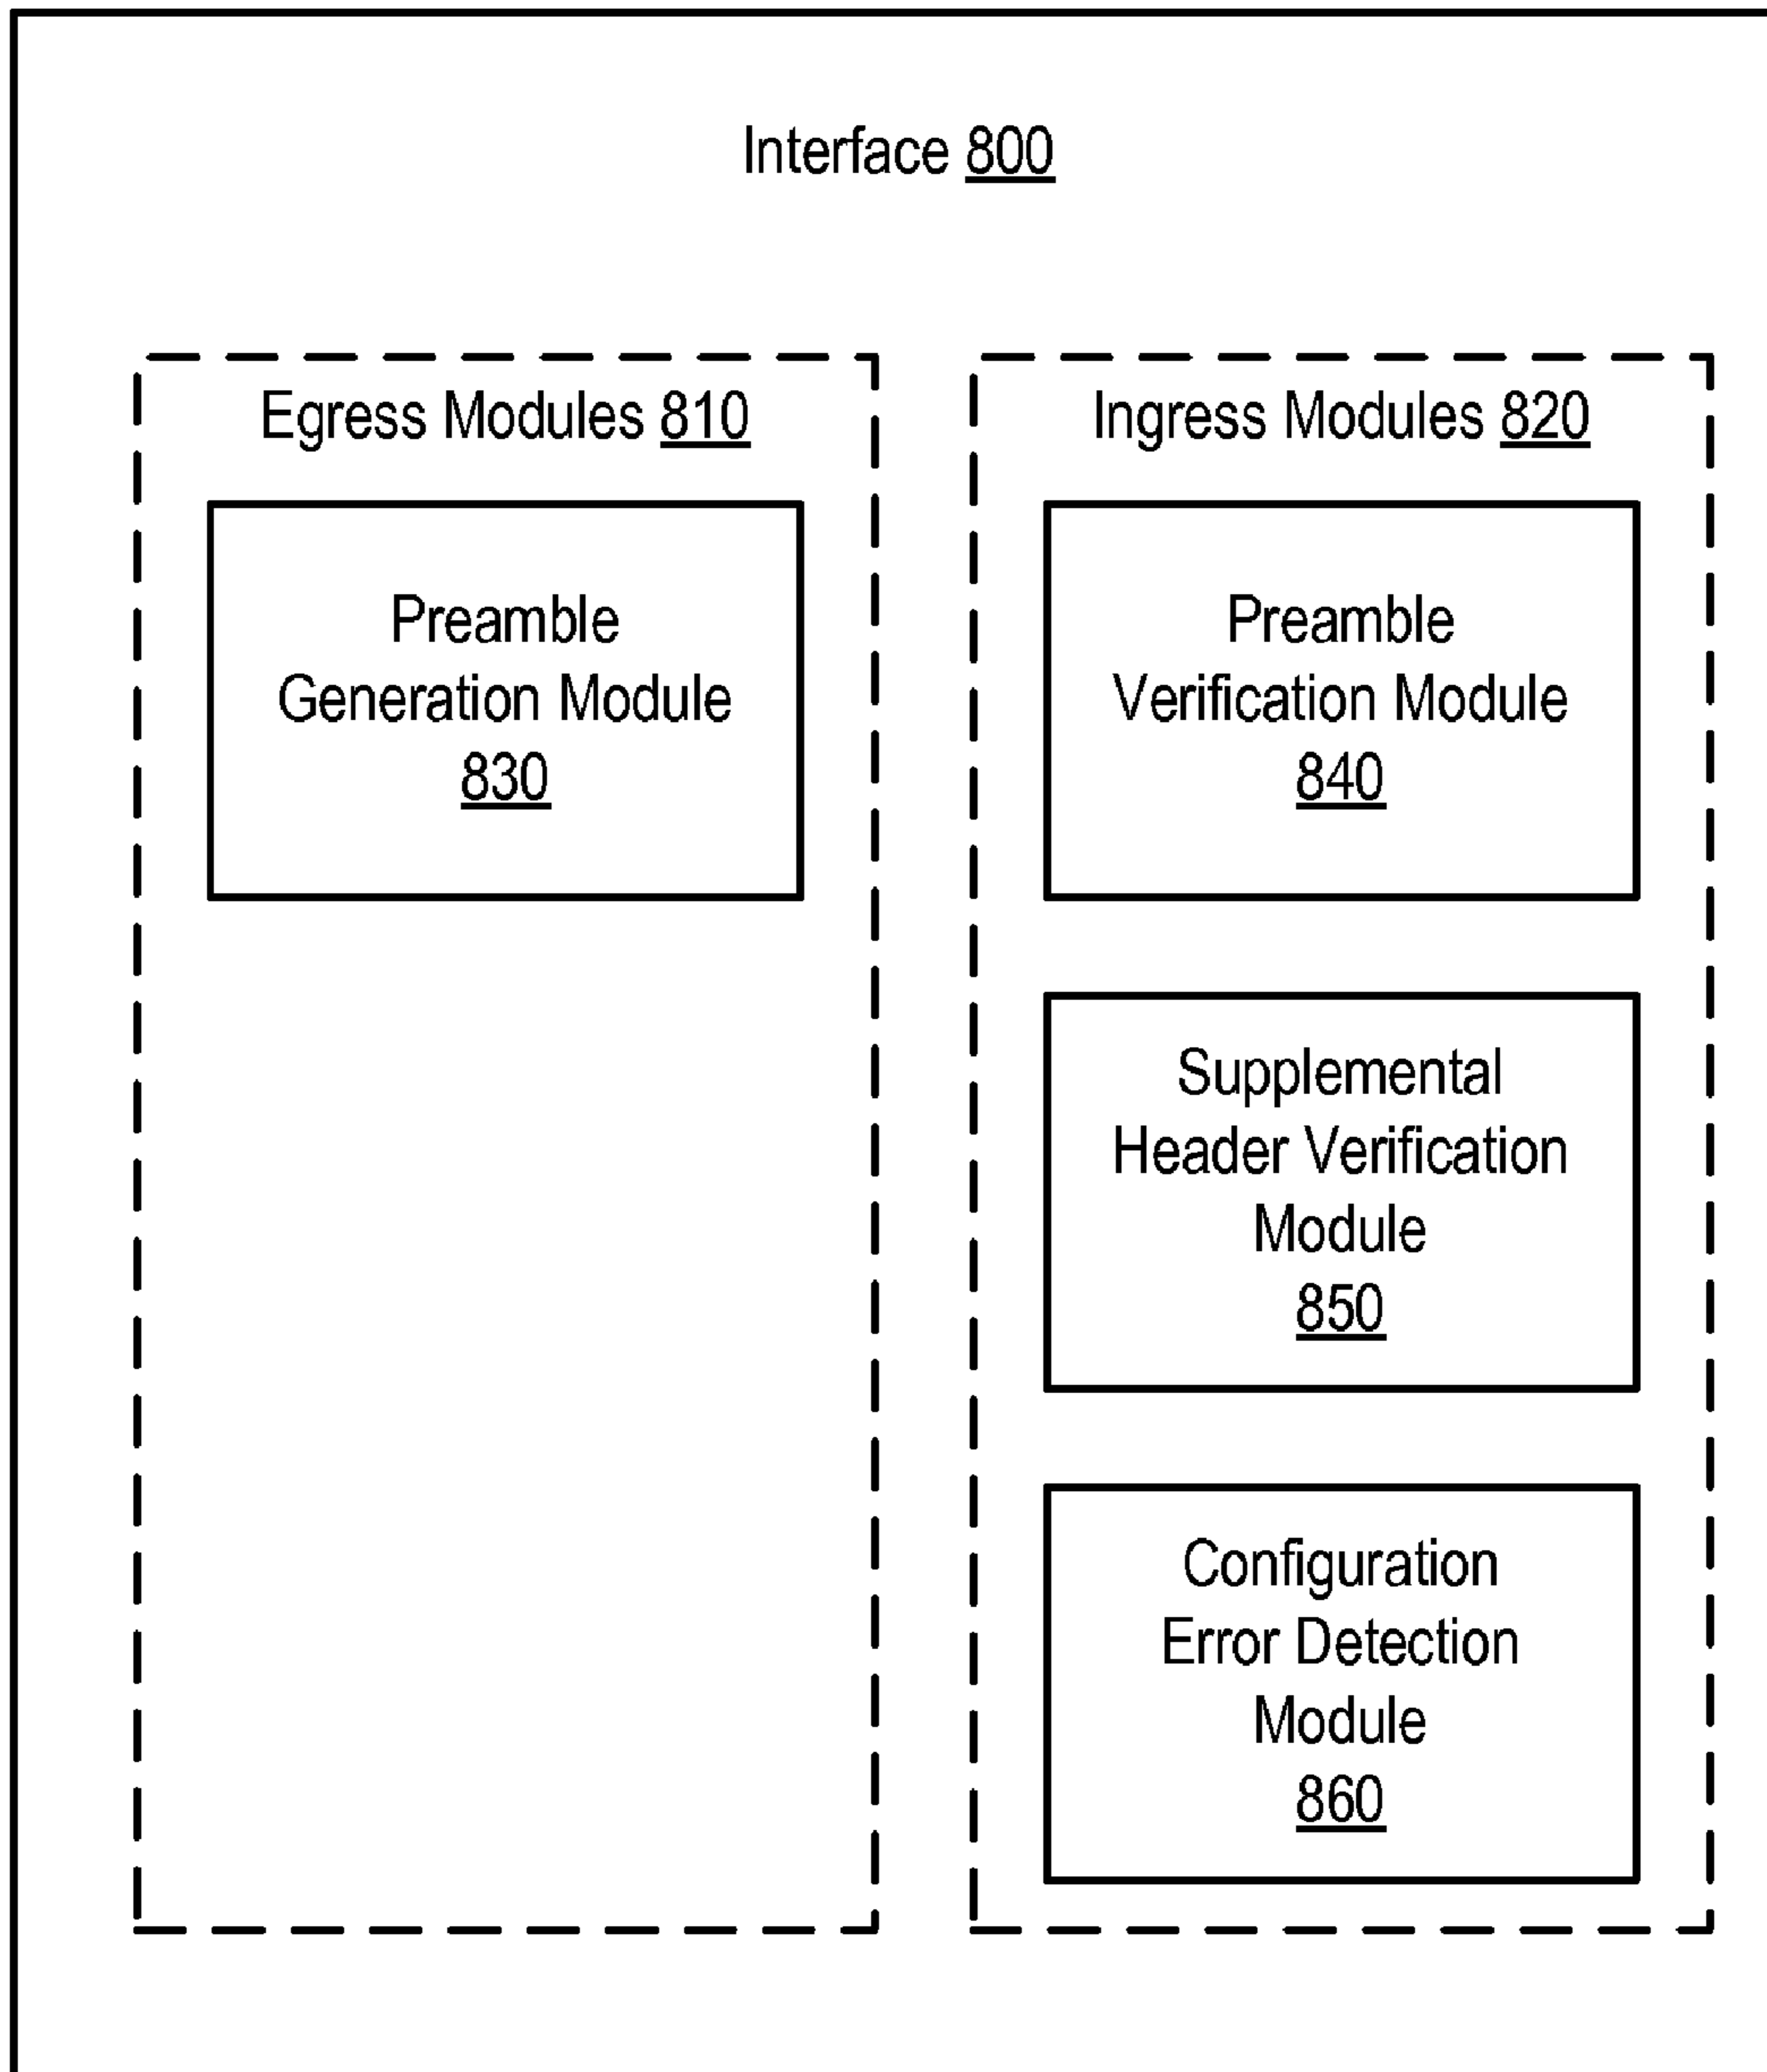 Interface 800
Egress Modules 810
Preamble
Generation Module
830
Ingress Modules 820
Preamble
Verification Module
840
Supplemental
Header Verification
Module
850
Configuration
Error Detection
Module
860